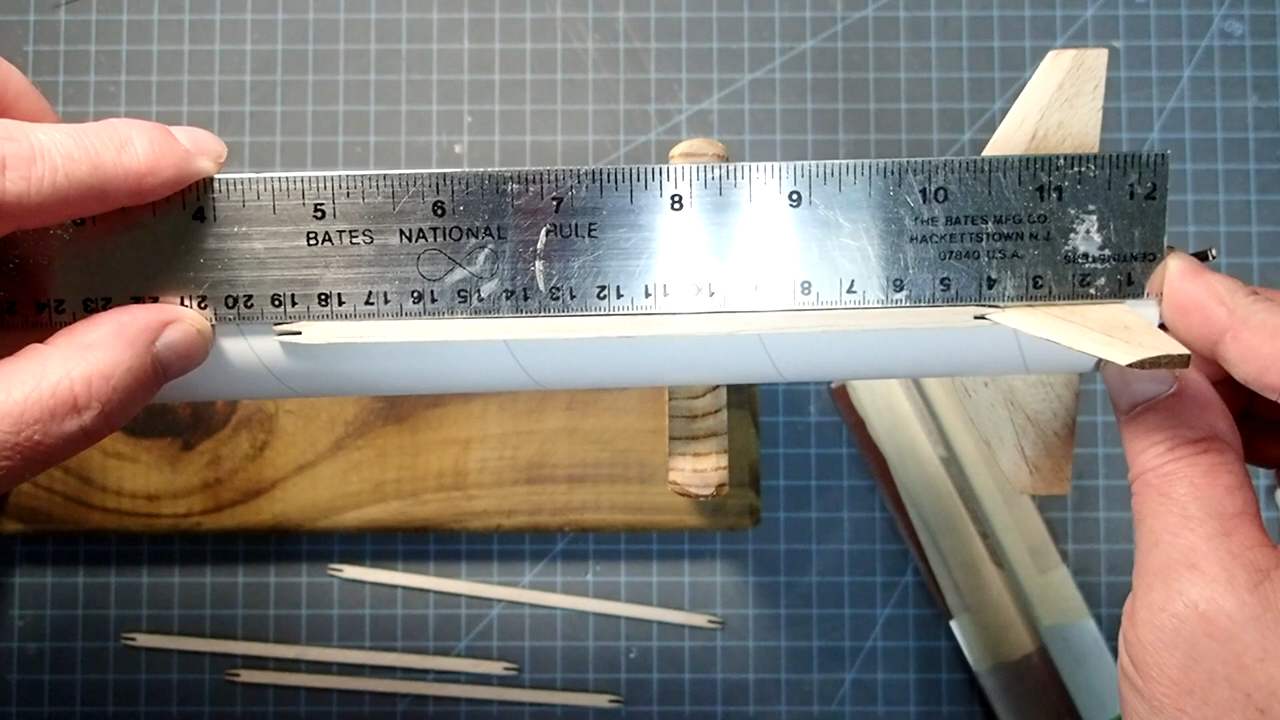 4 5 6 7 8 9 10 11 12
BATES NATIONAL RULE
THE BATES MFG CO.
HACKETTSTOWN N.J.
07840 U.S.A.
CENTIMETERS
24 23 22 21 20 19 18 17 16 15 14 13 12 11 10 9 8 7 6 5 4 3 2 1